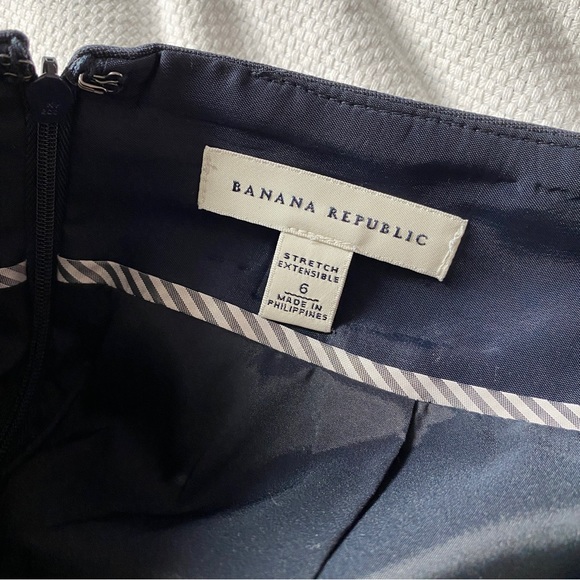 BANANA REPUBLIC
STRETCH
EXTENSIBLE
6
MADE IN
PHILIPPINES